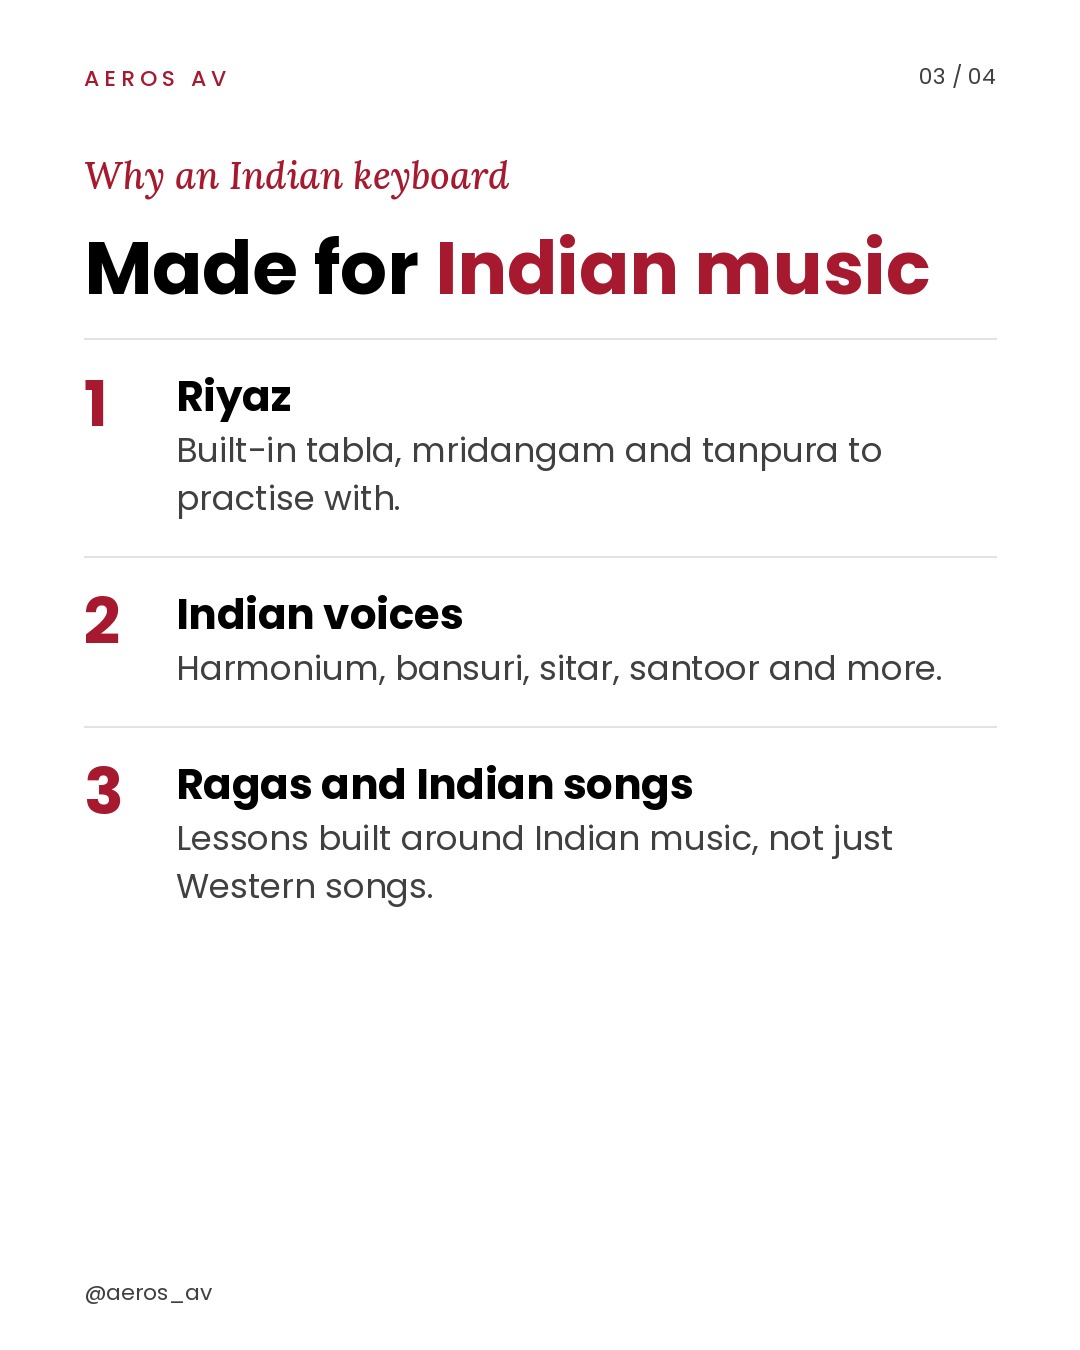 AEROS AV
03 / 04
Why an Indian keyboard
Made for Indian music
1
Riyaz
Built-in tabla, mridangam and tanpura to
practise with.
2
Indian voices
Harmonium, bansuri, sitar, santoor and more.
3
Ragas and Indian songs
Lessons built around Indian music, not just
Western songs.
@aeros_av